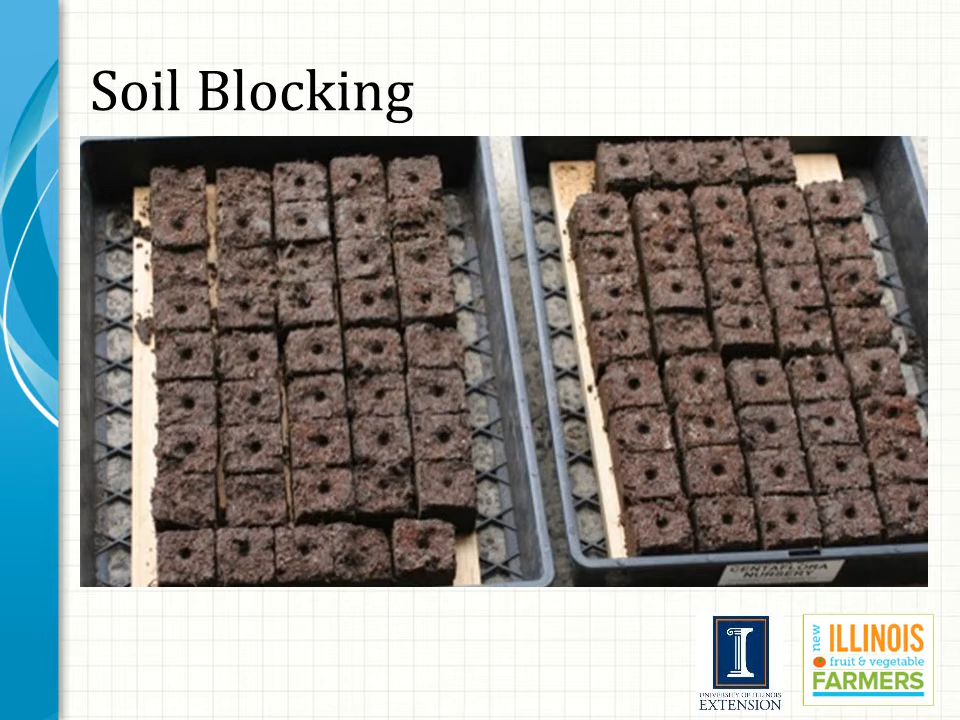 Soil Blocking
CENTAFLORA
NURSERY
I
UNIVERSITY OF ILLINOIS
EXTENSION
new
ILLINOIS
fruit & vegetable
FARMERS